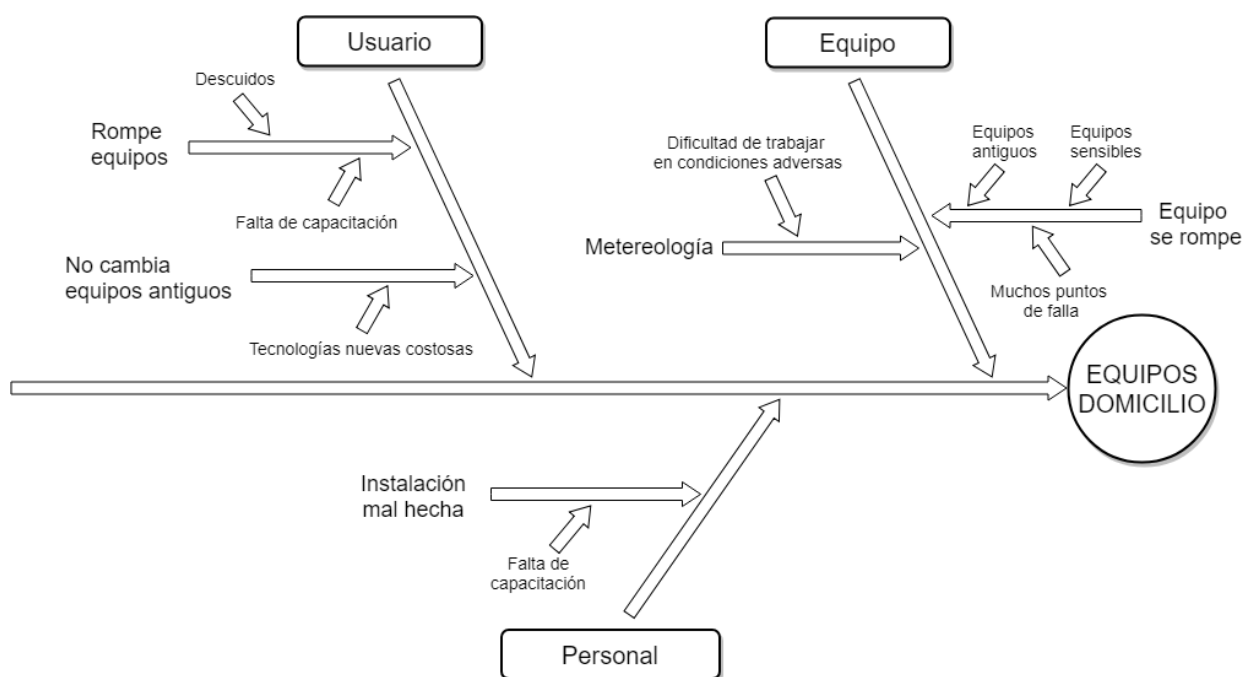 Usuario
Equipo
Descuidos
Rompe
equipos
Falta de capacitación
No cambia
equipos antiguos
Tecnologías nuevas costosas
Dificultad de trabajar
en condiciones adversas
Metereología
Equipos
antiguos
Equipos
sensibles
Equipo
se rompe
Muchos puntos
de falla
EQUIPOS
DOMICILIO
Instalación
mal hecha
Falta de
capacitación
Personal